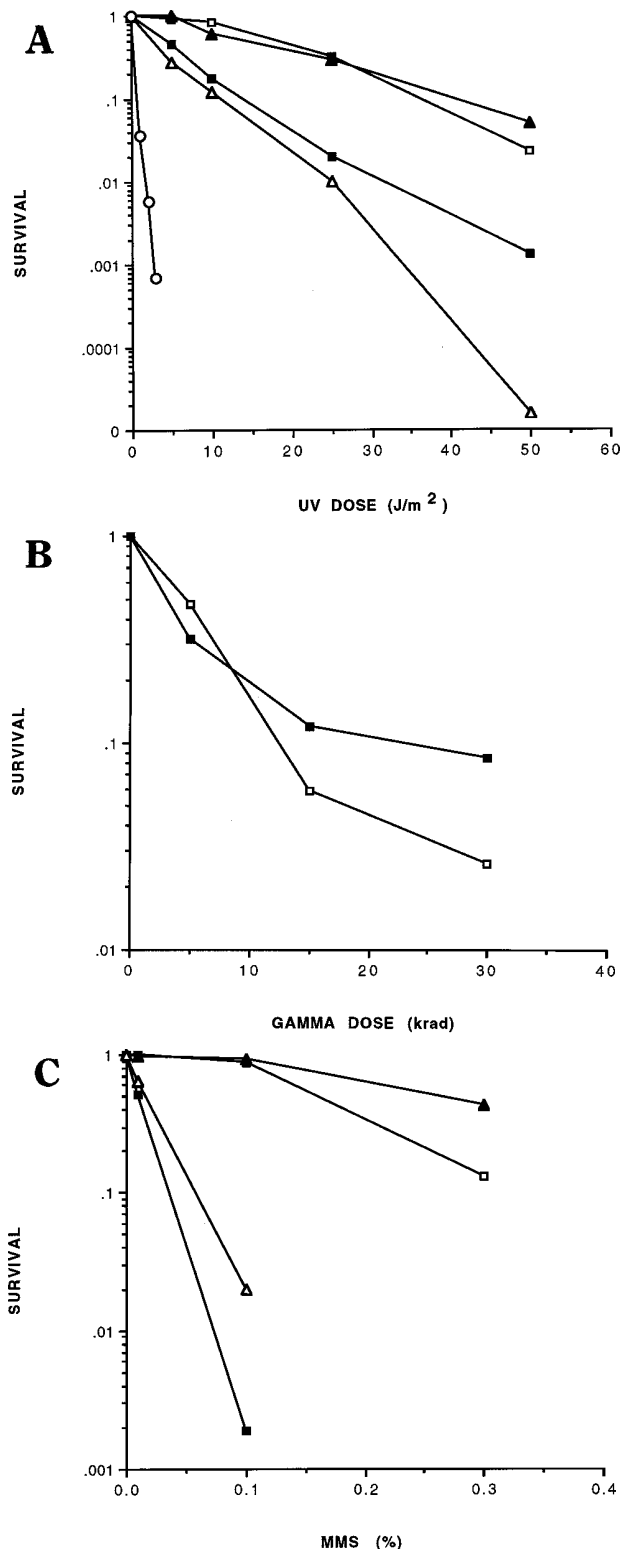 A
1
.1
.01
.001
.0001
0
SURVIVAL
0 10 20 30 40 50 60
UV DOSE (J/m 2 )
B
1
.1
.01
SURVIVAL
0 10 20 30 40
GAMMA DOSE (krad)
C
1
.1
.01
.001
SURVIVAL
0.0 0.1 0.2 0.3 0.4
MMS (%)